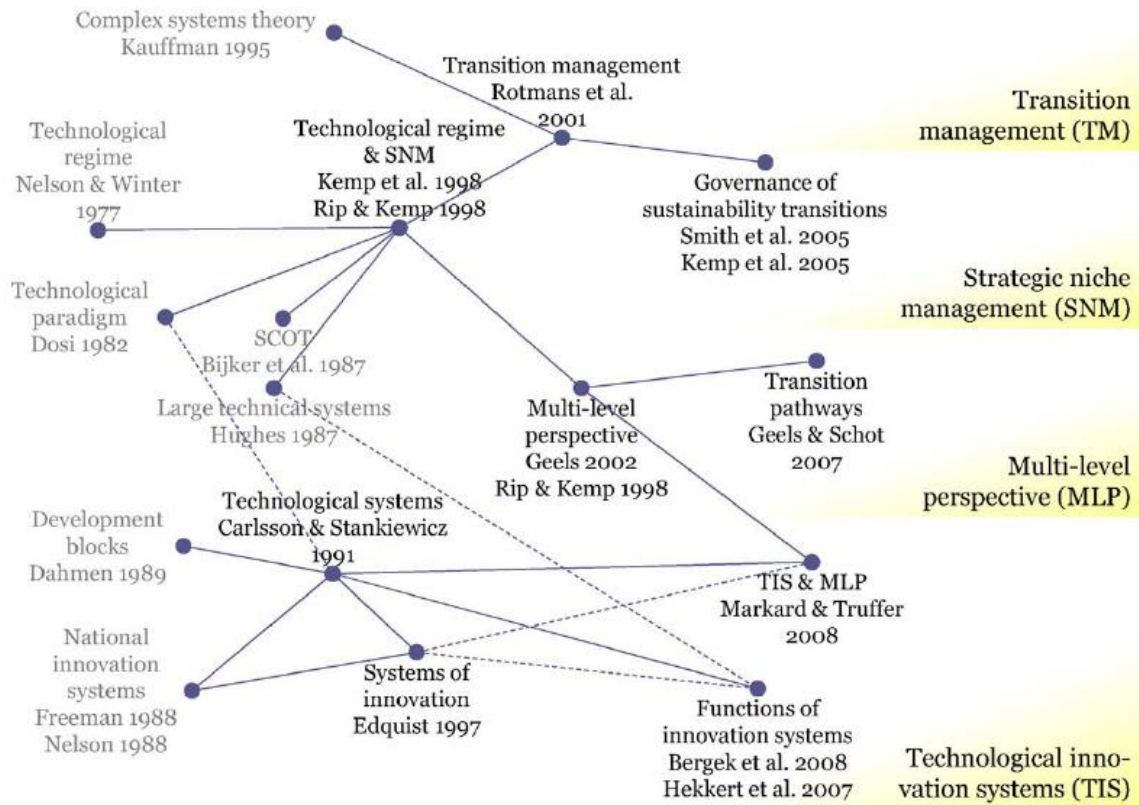 Complex systems theory
Kauffman 1995
Transition management
Rotmans et al.
2001
Transition
management (TM)
Technological
regime
Nelson & Winter
1977
Technological regime
& SNM
Kemp et al. 1998
Rip & Kemp 1998
Governance of
sustainability transitions
Smith et al. 2005
Kemp et al. 2005
Strategic niche
management (SNM)
Technological
paradigm
Dosi 1982
SCOT
Bijker et al. 1987
Large technical systems
Hughes 1987
Multi-level
perspective
Geels 2002
Rip & Kemp 1998
Transition
pathways
Geels & Schot
2007
Multi-level
perspective (MLP)
Technological systems
Carlsson & Stankiewicz
1991
Development
blocks
Dahmen 1989
TIS & MLP
Markard & Truffer
2008
National
innovation
systems
Freeman 1988
Nelson 1988
Systems of
innovation
Edquist 1997
Functions of
innovation systems
Bergek et al. 2008
Hekkert et al. 2007
Technological inno-
vation systems (TIS)